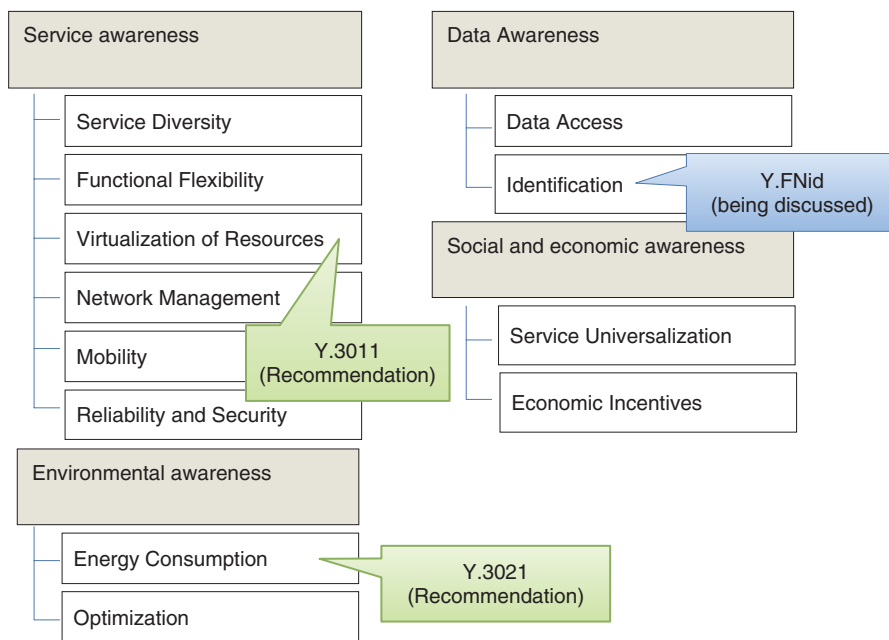 Service awareness
Service Diversity
Functional Flexibility
Virtualization of Resources
Network Management
Mobility
Reliability and Security
Y.3011
(Recommendation)
Environmental awareness
Energy Consumption
Optimization
Y.3021
(Recommendation)
Data Awareness
Data Access
Identification
Y.FNid
(being discussed)
Social and economic awareness
Service Universalization
Economic Incentives